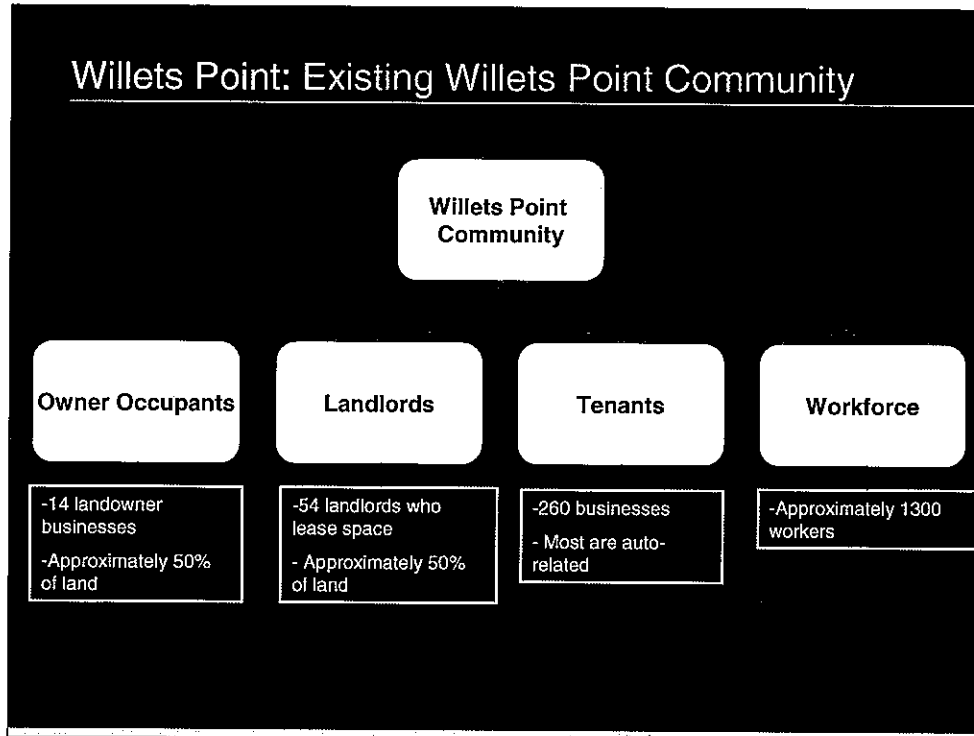 Willets Point: Existing Willets Point Community
Willets Point
Community
Owner Occupants
Landlords
Tenants
Workforce
-14 landowner
businesses
-Approximately 50%
of land
-54 landlords who
lease space
- Approximately 50%
of land
-260 businesses
- Most are auto-
related
-Approximately 1300
workers